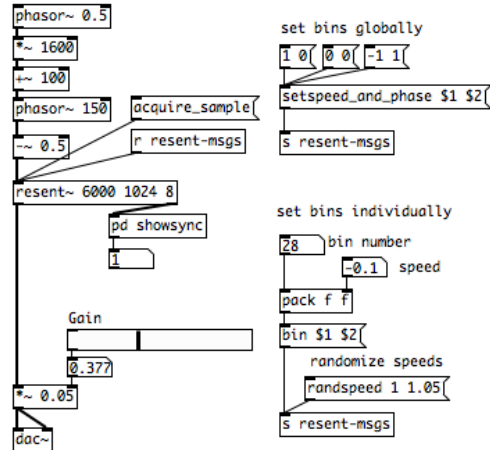 phasor~ 0.5
*~ 1600
+~ 100
phasor~ 150
-~ 0.5
acquire_sample
r resent-msgs
resent~ 6000 1024 8
pd showsync
1
Gain
0.377
*~ 0.05
dac~
set bins globally
1 0
0 0
-1 1
setspeed_and_phase $1 $2
s resent-msgs
set bins individually
28
bin number
-0.1
speed
pack f f
bin $1 $2
randomize speeds
randspeed 1 1.05
s resent-msgs